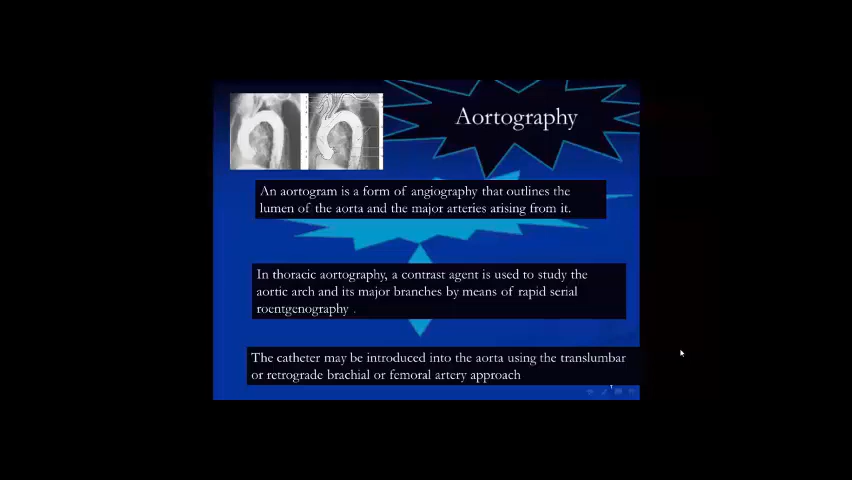 Aortography
An aortogram is a form of angiography that outlines the
lumen of the aorta and the major arteries arising from it.
In thoracic aortography, a contrast agent is used to study the
aortic arch and its major branches by means of rapid serial
roentgenography .
The catheter may be introduced into the aorta using the translumbar
or retrograde brachial or femoral artery approach